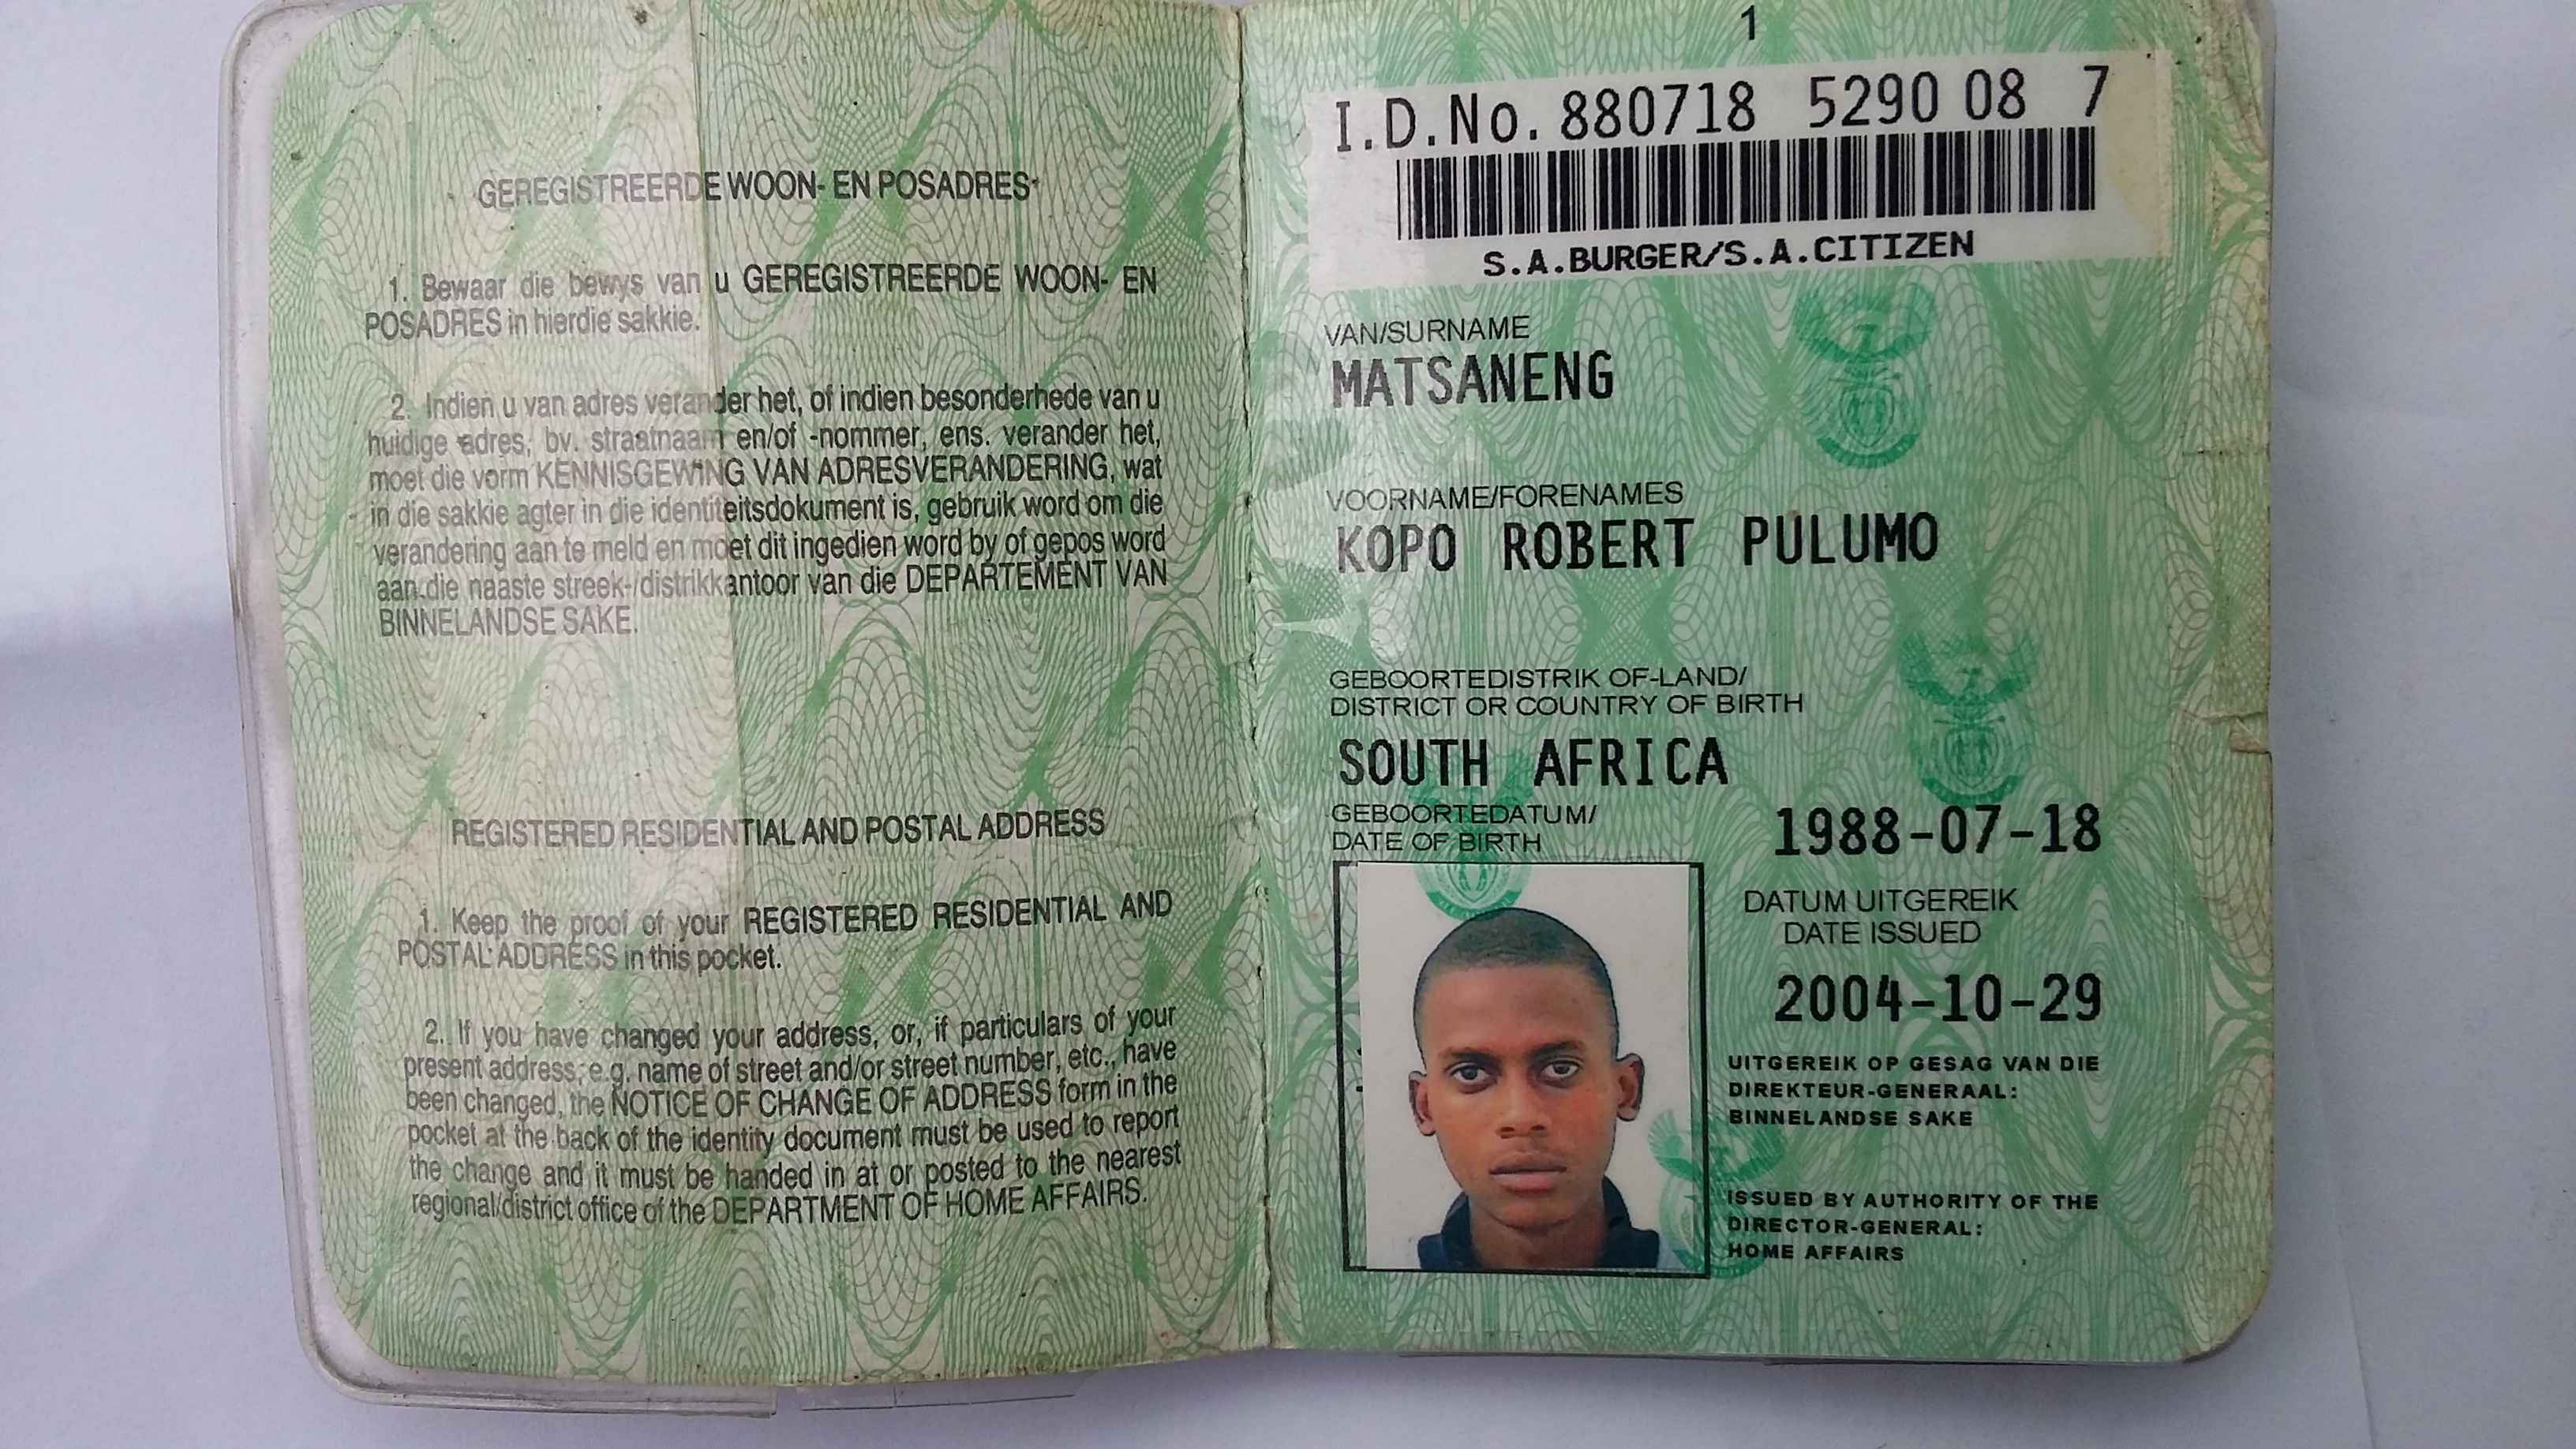 GEREGISTREERDE WOON- EN POSADRES
1. Bewaar die bewys van u GEREGISTREERDE WOON- EN
POSADRES in hierdie sakkie.
2. Indien u van adres verander het, of indien besonderhede van u
huidige adres, bv. straatnaam en/of -nommer, ens. verander het,
moet die vorm KENNISGEWING VAN ADRESVERANDERING, wat
in die sakkie agter in die identiteitsdokument is, gebruik word om die
verandering aan te meld en moet dit ingedien word by of gepos word
aan die naaste streek-/distrikkantoor van die DEPARTEMENT VAN
BINNELANDSE SAKE.
REGISTERED RESIDENTIAL AND POSTAL ADDRESS
1. Keep the proof of your REGISTERED RESIDENTIAL AND
POSTAL ADDRESS in this pocket.
2. If you have changed your address, or, if particulars of your
present address, e.g. name of street and/or street number, etc., have
been changed, the NOTICE OF CHANGE OF ADDRESS form in the
pocket at the back of the identity document must be used to report
the change and it must be handed in at or posted to the nearest
regional/district office of the DEPARTMENT OF HOME AFFAIRS.
1
I.D.No. 880718 5290 08 7
S.A.BURGER/S.A.CITIZEN
VAN/SURNAME
MATSANENG
VOORNAME/FORENAMES
KOPO ROBERT PULUMO
GEBOORTEDISTRIK OF-LAND/
DISTRICT OR COUNTRY OF BIRTH
SOUTH AFRICA
GEBOORTEDATUM/
DATE OF BIRTH
1988-07-18
DATUM UITGEREIK
DATE ISSUED
2004-10-29
UITGEREIK OP GESAG VAN DIE
DIREKTEUR-GENERAAL:
BINNELANDSE SAKE
ISSUED BY AUTHORITY OF THE
DIRECTOR-GENERAL:
HOME AFFAIRS